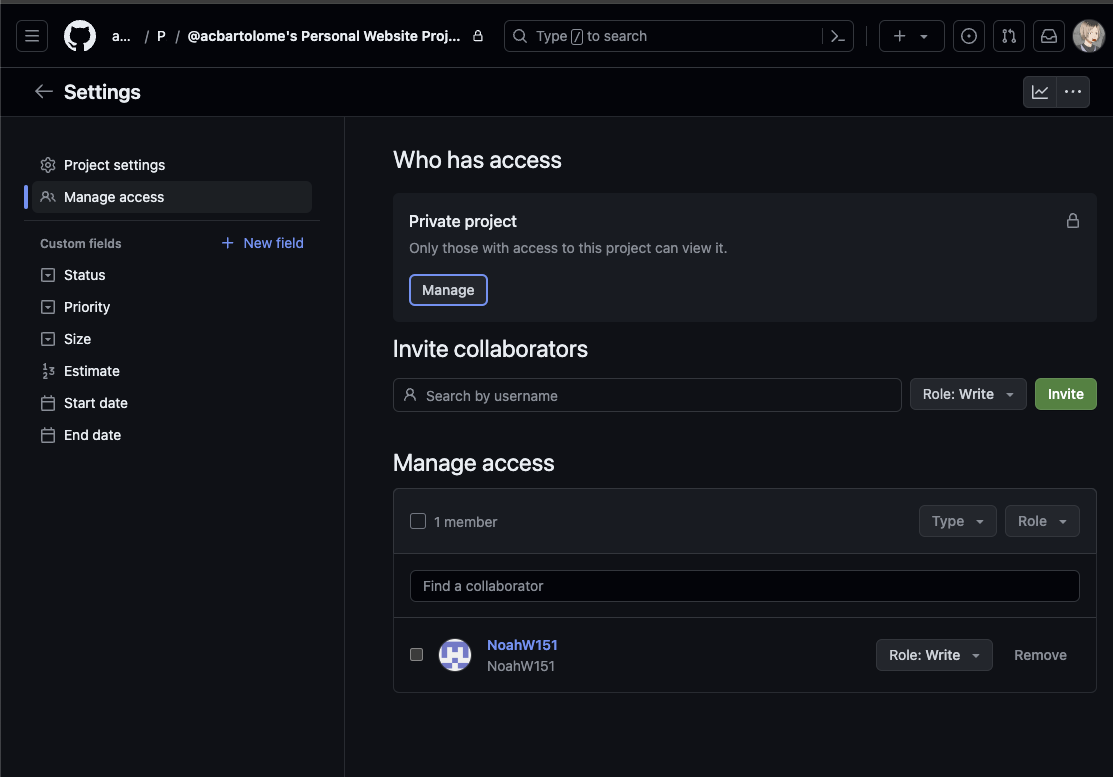 a... / P / @acbartolome's Personal Website Proj... Type / to search
Settings
Project settings
Manage access
Custom fields New field
Status
Priority
Size
Estimate
Start date
End date
Who has access
Private project
Only those with access to this project can view it.
Manage
Invite collaborators
Search by username Role: Write Invite
Manage access
1 member Type Role
Find a collaborator
NoahW151
NoahW151
Role: Write Remove